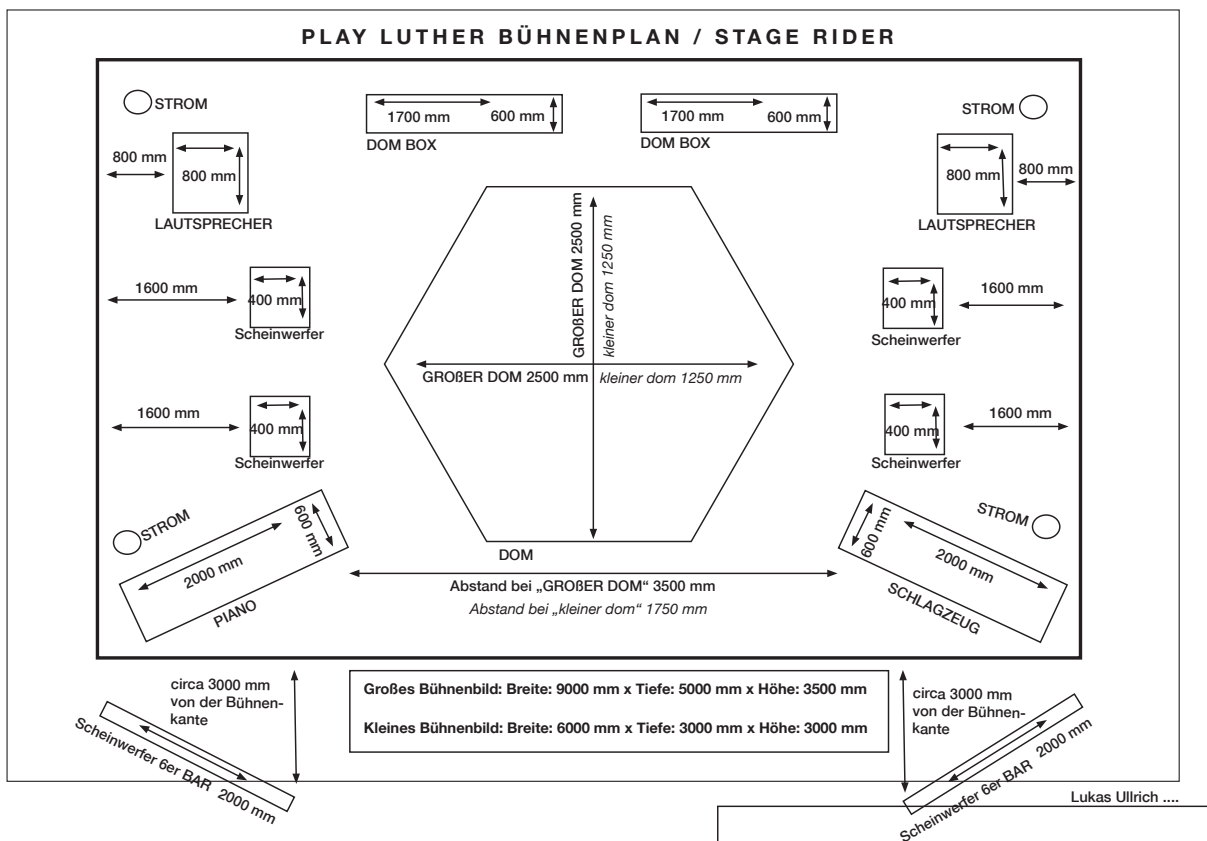 PLAY LUTHER BÜHNENPLAN / STAGE RIDER
STROM
STROM
1700 mm
600 mm
DOM BOX
1700 mm
600 mm
DOM BOX
800 mm
800 mm
LAUTSPRECHER
800 mm
800 mm
LAUTSPRECHER
GROßER DOM 2500 mm
kleiner dom 1250 mm
1600 mm
400 mm
Scheinwerfer
400 mm
1600 mm
Scheinwerfer
GROßER DOM 2500 mm
kleiner dom 1250 mm
1600 mm
400 mm
Scheinwerfer
400 mm
1600 mm
Scheinwerfer
STROM
600 mm
2000 mm
PIANO
STROM
600 mm
2000 mm
SCHLAGZEUG
DOM
Abstand bei „GROßER DOM“ 3500 mm
Abstand bei „kleiner dom“ 1750 mm
circa 3000 mm
von der Bühnen-
kante
Großes Bühnenbild: Breite: 9000 mm x Tiefe: 5000 mm x Höhe: 3500 mm
Kleines Bühnenbild: Breite: 6000 mm x Tiefe: 3000 mm x Höhe: 3000 mm
circa 3000 mm
von der Bühnen-
kante
Scheinwerfer 6er BAR 2000 mm
Scheinwerfer 6er BAR 2000 mm
Lukas Ullrich ....